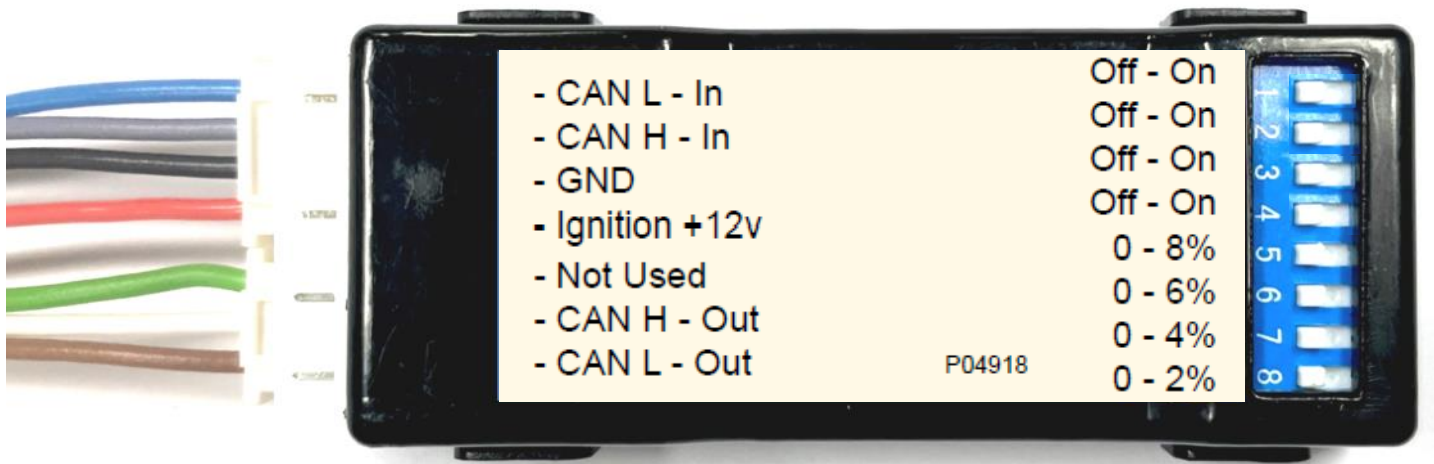 - CAN L - In
- CAN H - In
- GND
- Ignition +12v
- Not Used
- CAN H - Out
- CAN L - Out
P04918
Off - On
Off - On
Off - On
Off - On
0 - 8%
0 - 6%
0 - 4%
0 - 2%
1
2
3
4
5
6
7
8